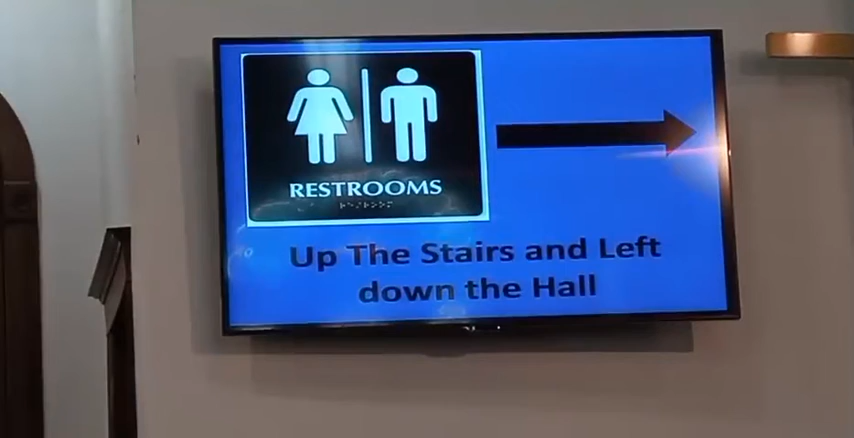 RESTROOMS
Up The Stairs and Left
down the Hall